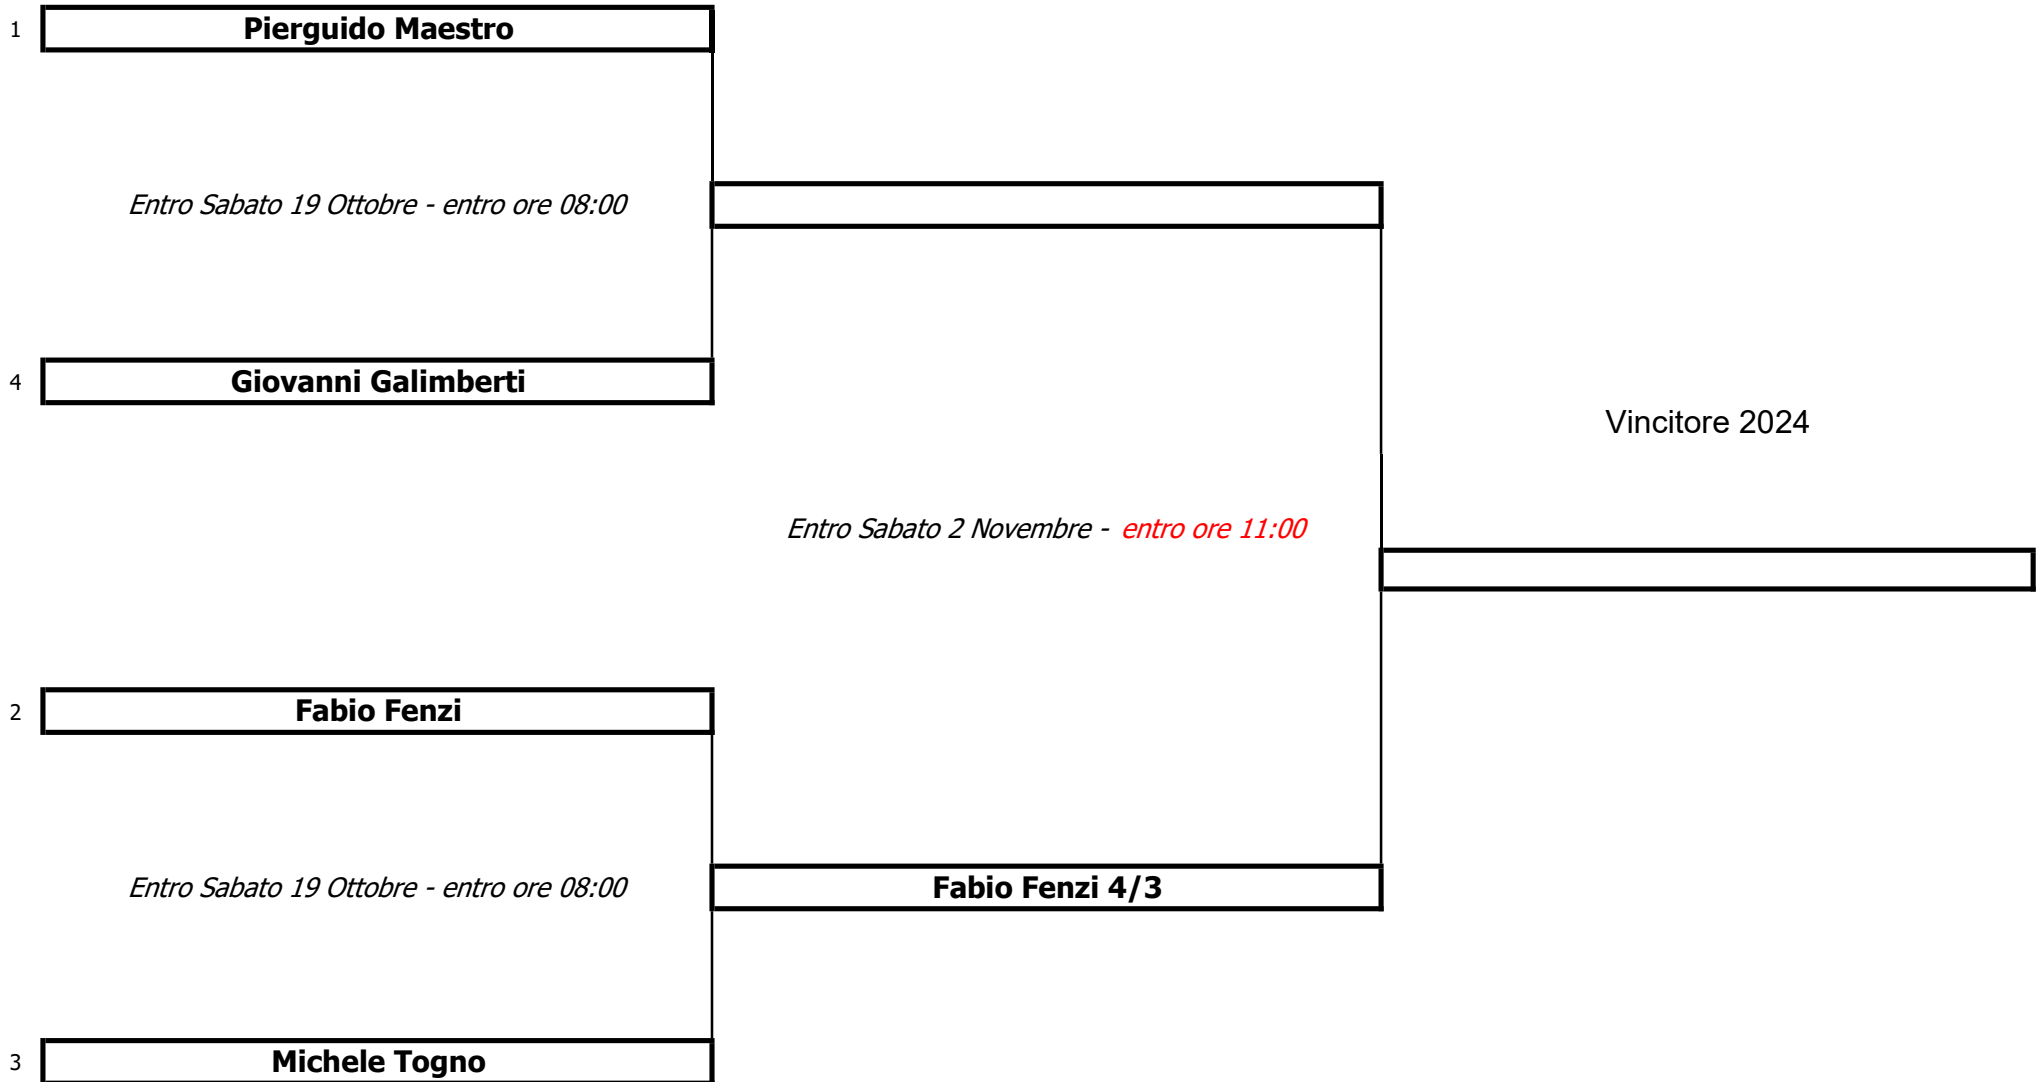 1 Pierguido Maestro
Entro Sabato 19 Ottobre - entro ore 08:00
4 Giovanni Galimberti
Vincitore 2024
Entro Sabato 2 Novembre - entro ore 11:00
2 Fabio Fenzi
Entro Sabato 19 Ottobre - entro ore 08:00
Fabio Fenzi 4/3
3 Michele Togno